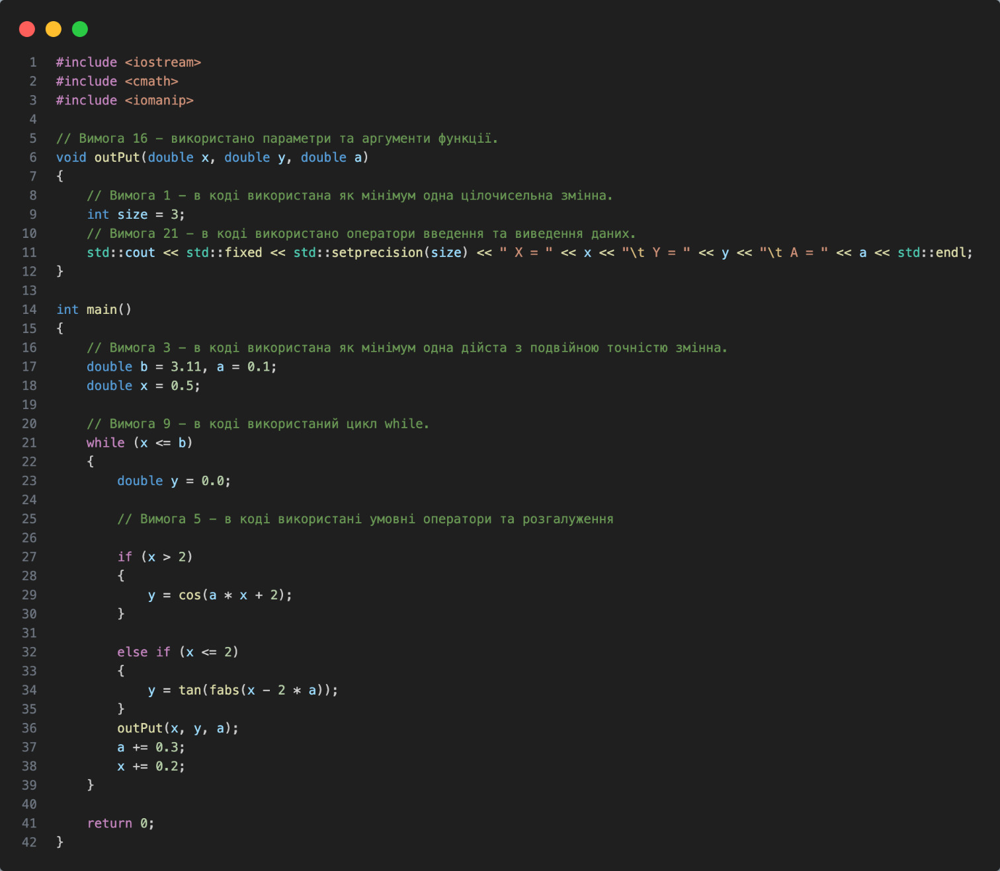 1 #include <iostream>
2 #include <cmath>
3 #include <iomanip>
4
5 // Вимога 16 – використано параметри та аргументи функції.
6 void outPut(double x, double y, double a)
7 {
8 // Вимога 1 – в коді використана як мінімум одна цілочисельна змінна.
9 int size = 3;
10 // Вимога 21 – в коді використано оператори введення та виведення даних.
11 std::cout << std::fixed << std::setprecision(size) << " X = " << x << "\t Y = " << y << "\t A = " << a << std::endl;
12 }
13
14 int main()
15 {
16 // Вимога 3 – в коді використана як мінімум одна дійста з подвійною точністю змінна.
17 double b = 3.11, a = 0.1;
18 double x = 0.5;
19
20 // Вимога 9 – в коді використаний цикл while.
21 while (x <= b)
22 {
23 double y = 0.0;
24
25 // Вимога 5 – в коді використані умовні оператори та розгалуження
26
27 if (x > 2)
28 {
29 y = cos(a * x + 2);
30 }
31
32 else if (x <= 2)
33 {
34 y = tan(fabs(x - 2 * a));
35 }
36 outPut(x, y, a);
37 a += 0.3;
38 x += 0.2;
39 }
40
41 return 0;
42 }